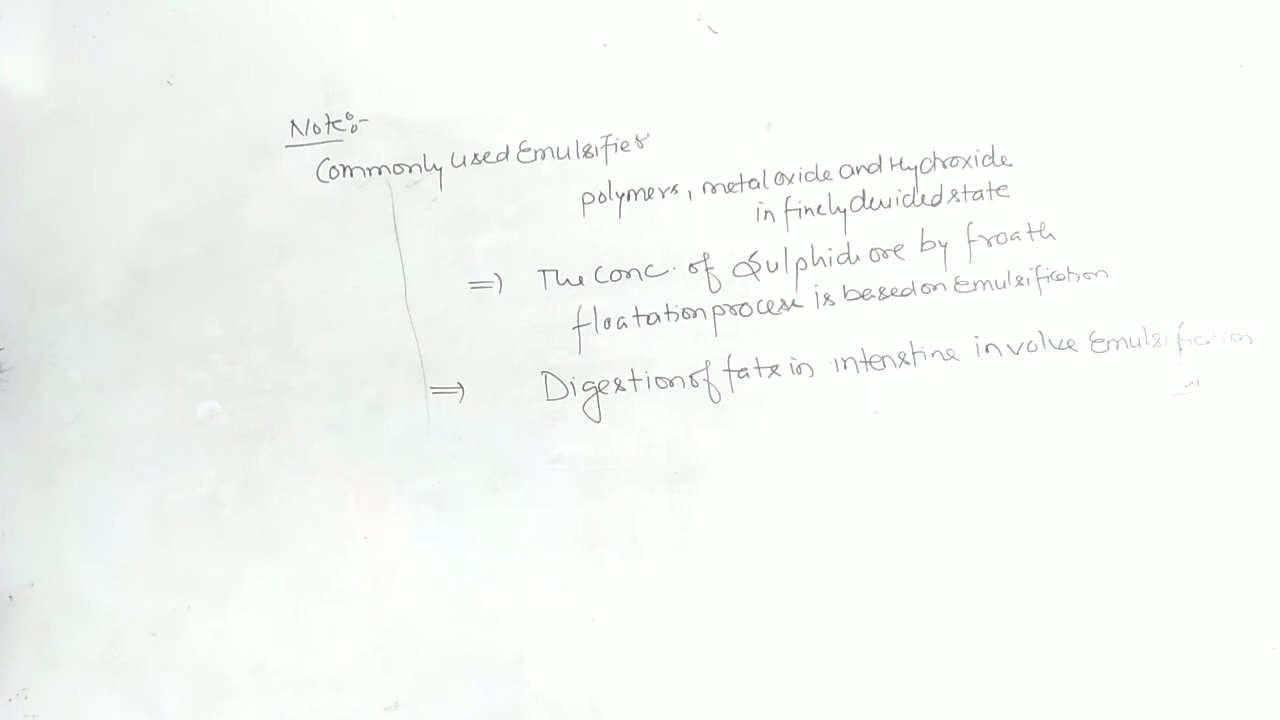 Note:-
Commonly used Emulsifier
polymers, metal oxide and Hydroxide
in finely devided state
=) The conc. of Sulphide ore by froath
floatation process is based on Emulsification
=) Digestion of fats in intenstine involve Emulsification